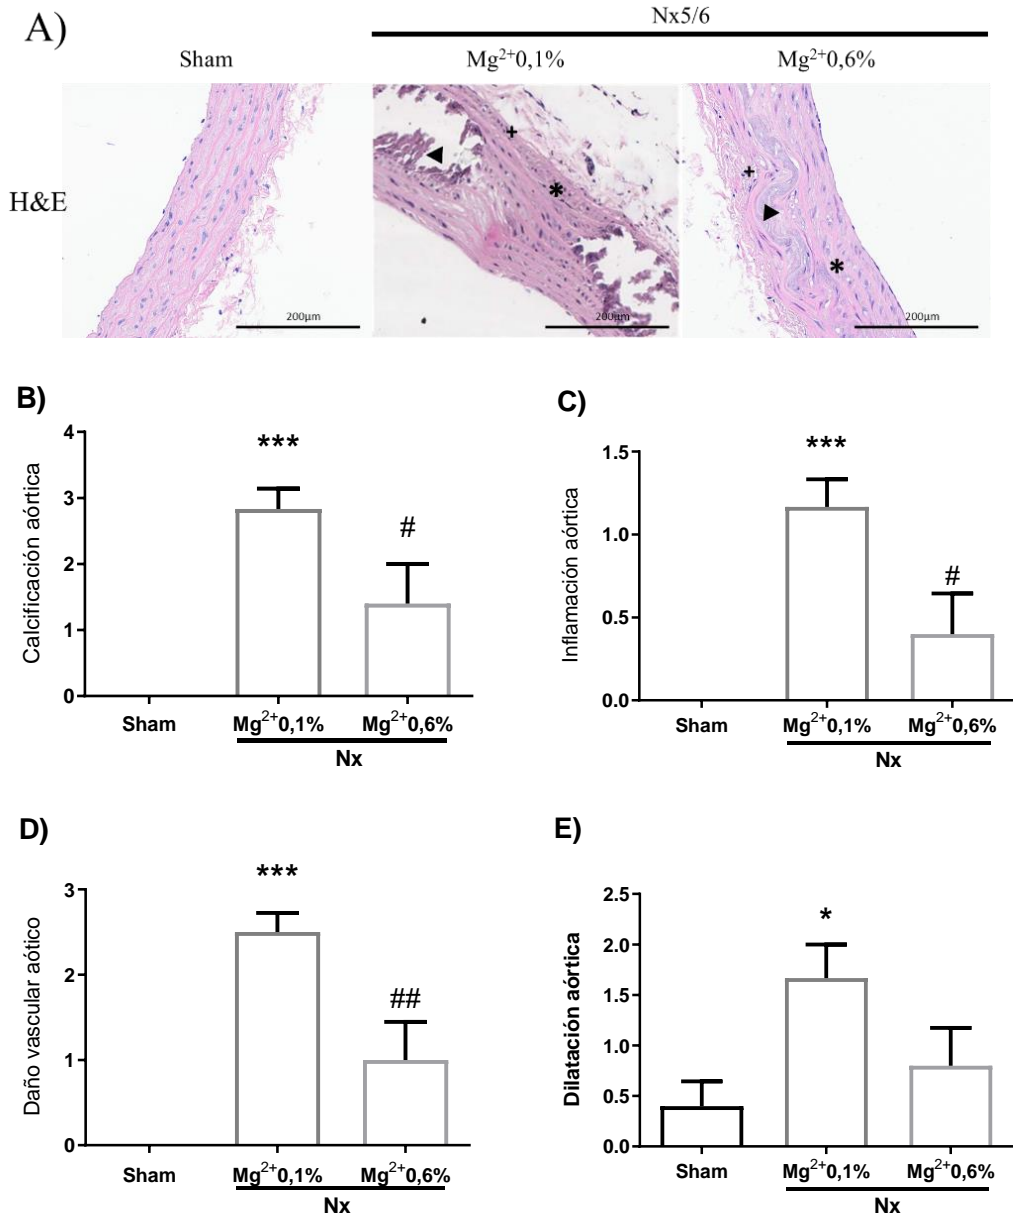 A)
Nx5/6
Sham
Mg²⁺0,1%
Mg²⁺0,6%
H&E
+
*
+
*
200µm
200µm
200µm
B)
Calcificación aórtica
4
3
2
1
0
***
#
Sham
Mg²⁺0,1%
Mg²⁺0,6%
Nx
C)
Inflamación aórtica
1.5
1.0
0.5
0.0
***
#
Sham
Mg²⁺0,1%
Mg²⁺0,6%
Nx
D)
Daño vascular aótico
3
2
1
0
***
##
Sham
Mg²⁺0,1%
Mg²⁺0,6%
Nx
E)
Dilatación aórtica
2.5
2.0
1.5
1.0
0.5
0.0
*
Sham
Mg²⁺0,1%
Mg²⁺0,6%
Nx